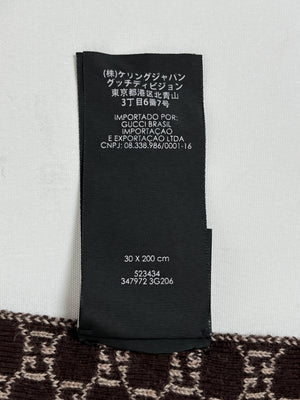 (株)ケリングジャパン
グッチディビジョン
東京都港区北青山
3丁目6番7号
IMPORTADO POR:
GUCCI BRASIL
IMPORTAÇAO
E EXPORTAÇAO LTDA
CNPJ: 08.338.986/0001-16
30 X 200 cm
523434
347972 3G206